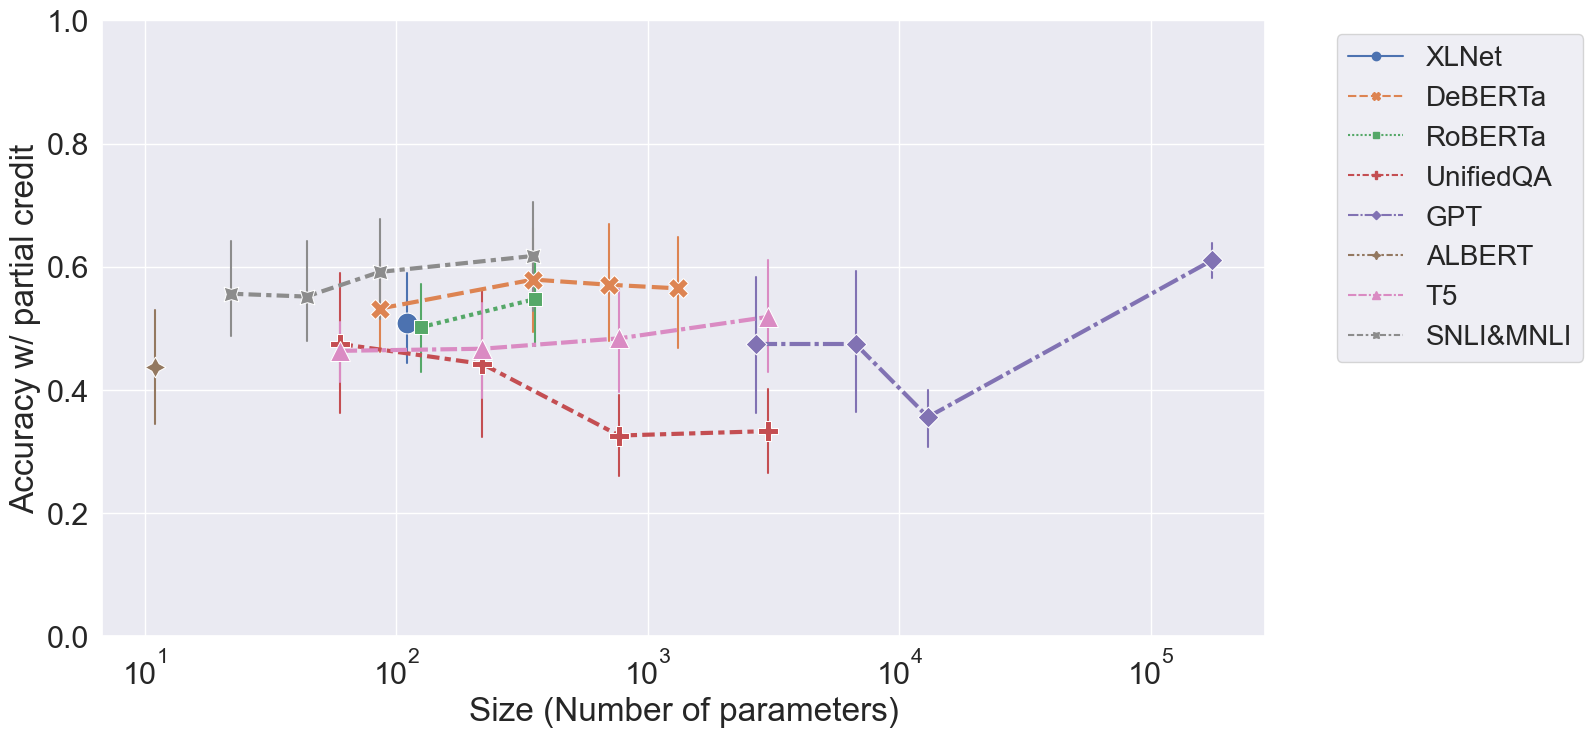 1.0
0.8
0.6
0.4
0.2
0.0
Accuracy w/ partial credit
10^1
10^2
10^3
10^4
10^5
Size (Number of parameters)
XLNet
DeBERTa
RoBERTa
UnifiedQA
GPT
ALBERT
T5
SNLI&MNLI